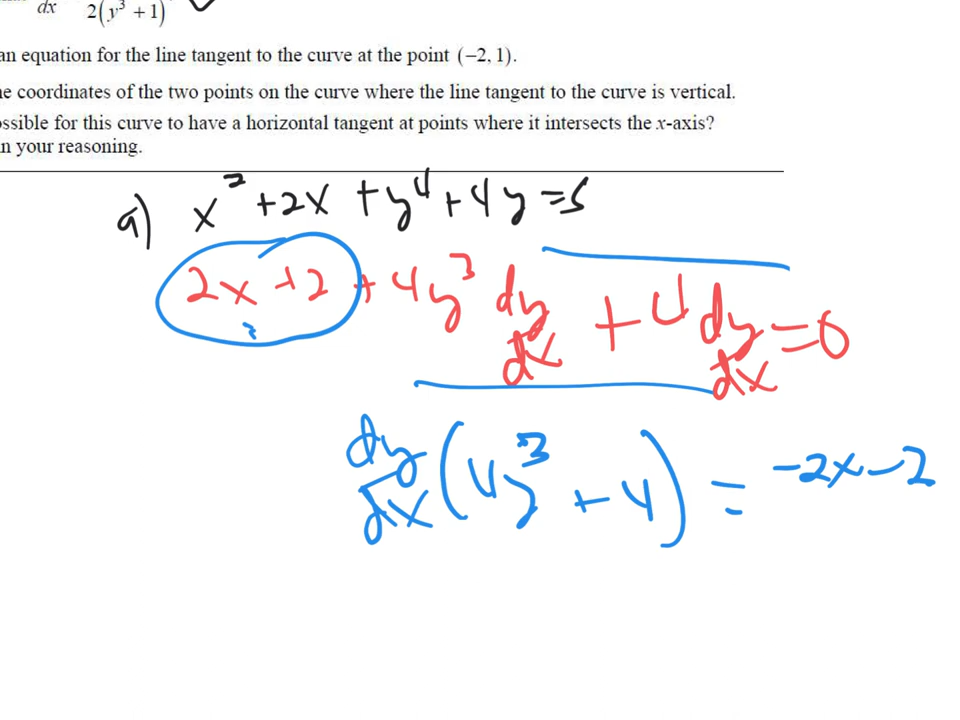 dx 2(y³ + 1)
an equation for the line tangent to the curve at the point (−2, 1).
e coordinates of the two points on the curve where the line tangent to the curve is vertical.
ossible for this curve to have a horizontal tangent at points where it intersects the x-axis?
n your reasoning.
a) x² +2x + y⁴ + 4y = 5
2x +2 + 4y³ dy/dx + 4 dy/dx = 0
dy/dx (4y³ + 4) = -2x - 2